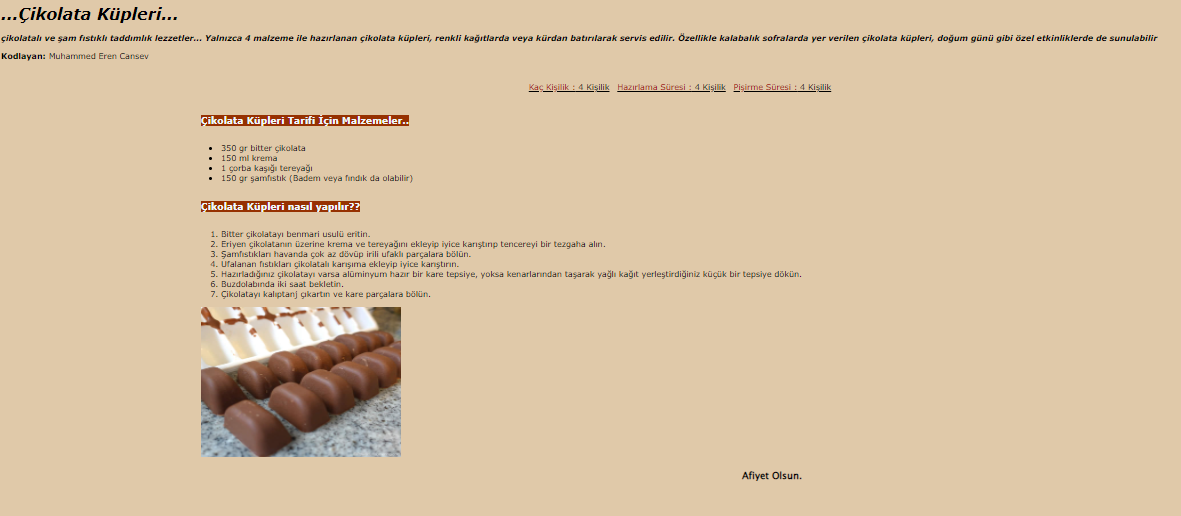 ...Çikolata Küpleri...
çikolatalı ve şam fıstıklı taddımlık lezzetler... Yalnızca 4 malzeme ile hazırlanan çikolata küpleri, renkli kağıtlarda veya kürdan batırılarak servis edilir. Özellikle kalabalık sofralarda yer verilen çikolata küpleri, doğum günü gibi özel etkinliklerde de sunulabilir
Kodlayan: Muhammed Eren Cansev
Kaç Kişilik : 4 Kişilik Hazırlama Süresi : 4 Kişilik Pişirme Süresi : 4 Kişilik
Çikolata Küpleri Tarifi İçin Malzemeler..
350 gr bitter çikolata
150 ml krema
1 çorba kaşığı tereyağı
150 gr şamfıstık (Badem veya fındık da olabilir)
Çikolata Küpleri nasıl yapılır??
1. Bitter çikolatayı benmari usulü eritin.
2. Eriyen çikolatanın üzerine krema ve tereyağını ekleyip iyice karıştırıp tencereyi bir tezgaha alın.
3. Şamfıstıkları havanda çok az dövüp irili ufaklı parçalara bölün.
4. Ufalanan fıstıkları çikolatalı karışıma ekleyip iyice karıştırın.
5. Hazırladığınız çikolatayı varsa alüminyum hazır bir kare tepsiye, yoksa kenarlarından taşarak yağlı kağıt yerleştirdiğiniz küçük bir tepsiye dökün.
6. Buzdolabında iki saat bekletin.
7. Çikolatayı kalıptanj çıkartın ve kare parçalara bölün.
Afiyet Olsun.